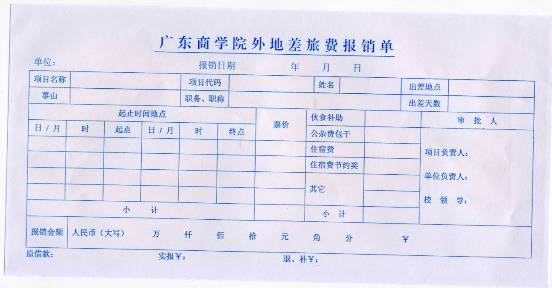 广东商学院外地差旅费报销单
单位： 报销日期 年 月 日
项目名称 项目代码 姓名 出差地点
事由 职务、职称 出差天数
起止时间地点 票价 伙食补助 审批人
公杂费包干
日/月 时 起点 日/月 时 终点
住宿费 项目负责人：
住宿费节约奖
单位负责人：
其它
校领导：
小计 小计
报销金额 人民币（大写） 万 仟 佰 拾 元 角 分 ￥
原借款： 实报￥： 退、补￥：